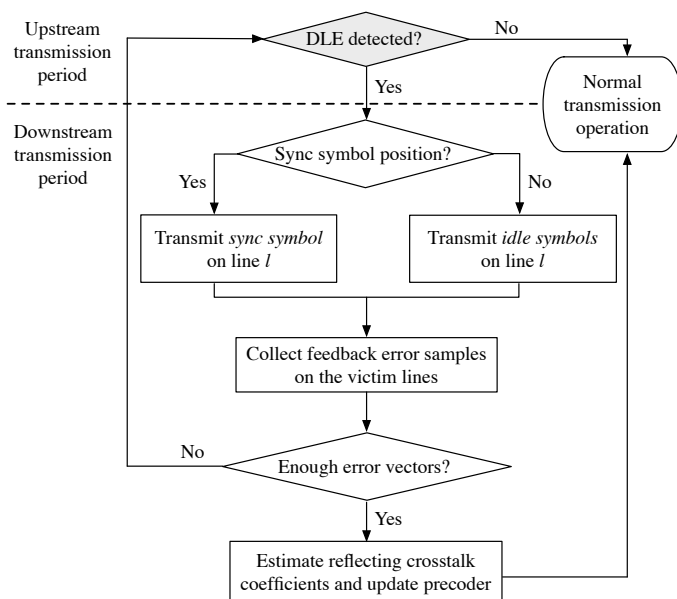 Upstream
transmission
period
DLE detected?
No
Yes
Normal
transmission
operation
Downstream
transmission
period
Sync symbol position?
Yes
No
Transmit sync symbol
on line l
Transmit idle symbols
on line l
Collect feedback error samples
on the victim lines
No
Enough error vectors?
Yes
Estimate reflecting crosstalk
coefficients and update precoder